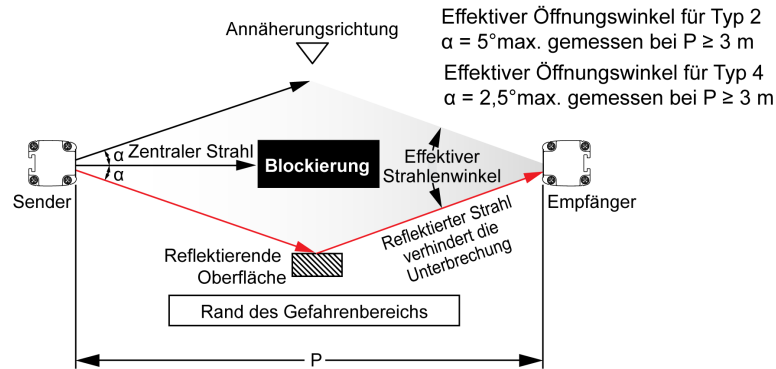 Effektiver Öffnungswinkel für Typ 2
α = 5°max. gemessen bei P ≥ 3 m
Effektiver Öffnungswinkel für Typ 4
α = 2,5°max. gemessen bei P ≥ 3 m
Annäherungsrichtung
α
Zentraler Strahl
α
Blockierung
Effektiver
Strahlenwinkel
Sender
Empfänger
Reflektierter Strahl
verhindert die
Unterbrechung
Reflektierende
Oberfläche
Rand des Gefahrenbereichs
P